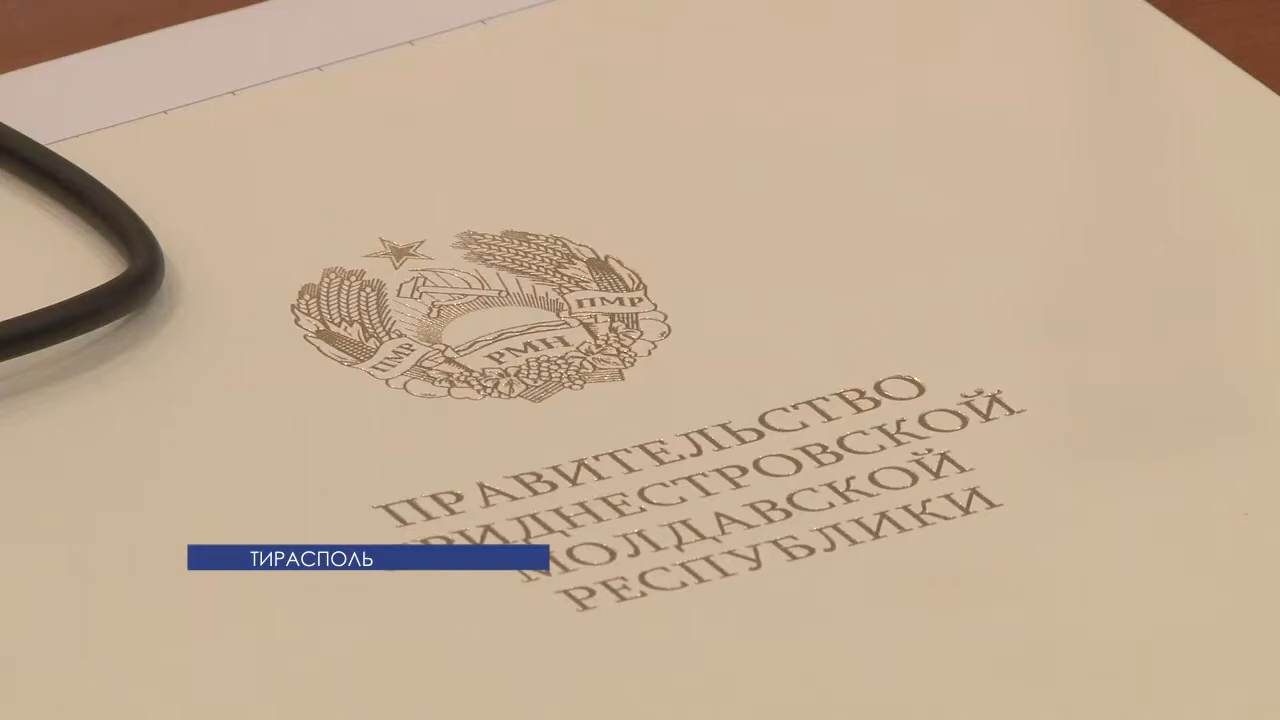 ПМР
ПМР
РМН
ПРАВИТЕЛЬСТВО
ПРИДНЕСТРОВСКОЙ
МОЛДАВСКОЙ
РЕСПУБЛИКИ
ТИРАСПОЛЬ